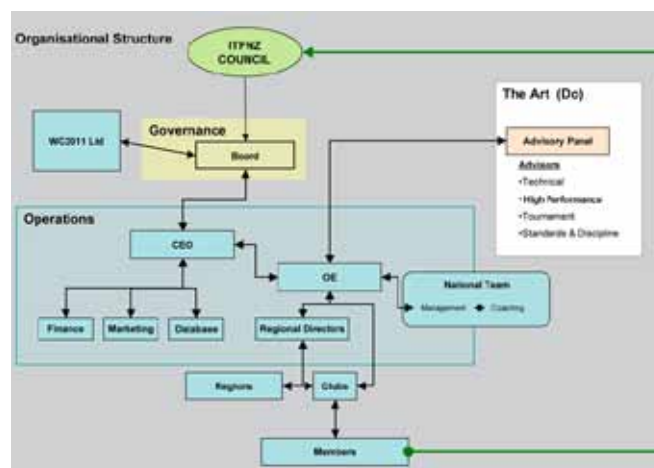 Organisational Structure
ITFNZ
COUNCIL
The Art (Do)
Governance
WC2011 Ltd
Board
Advisory Panel
Advisors
•Technical
•High Performance
•Tournament
•Standards & Discipline
Operations
CEO
OE
National Team
Management
Coaching
Finance
Marketing
Database
Regional Directors
Regions
Clubs
Members